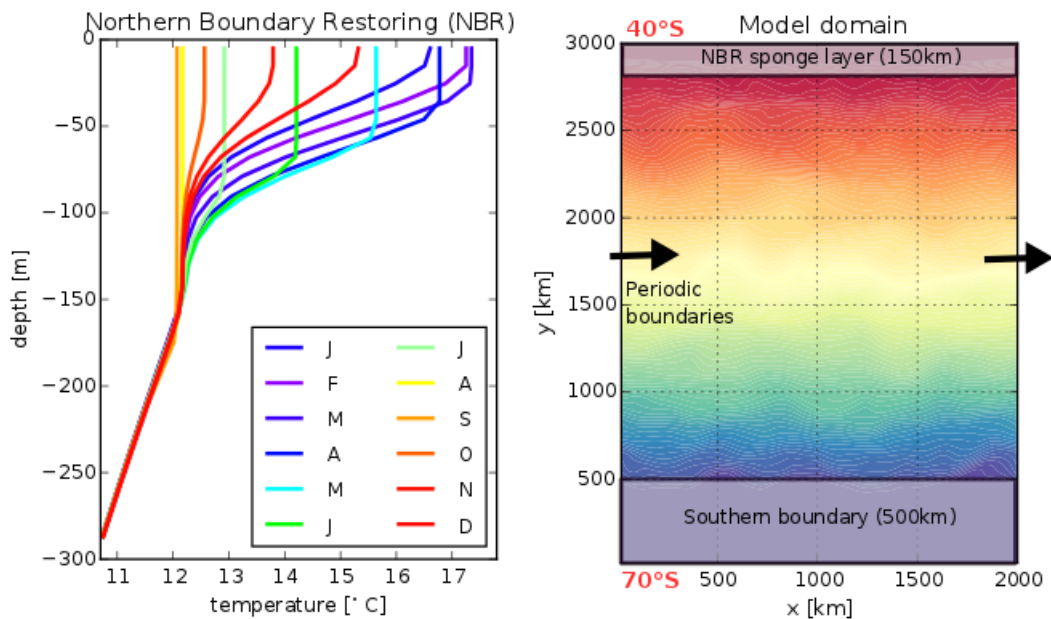 Northern Boundary Restoring (NBR)
0
−50
−100
−150
−200
−250
−300
depth [m]
11 12 13 14 15 16 17
temperature [˚ C]
J
F
M
A
M
J
J
A
S
O
N
D
Model domain
40°S
NBR sponge layer (150km)
3000
2500
2000
1500
1000
500
y [km]
Periodic
boundaries
Southern boundary (500km)
70°S
500 1000 1500 2000
x [km]